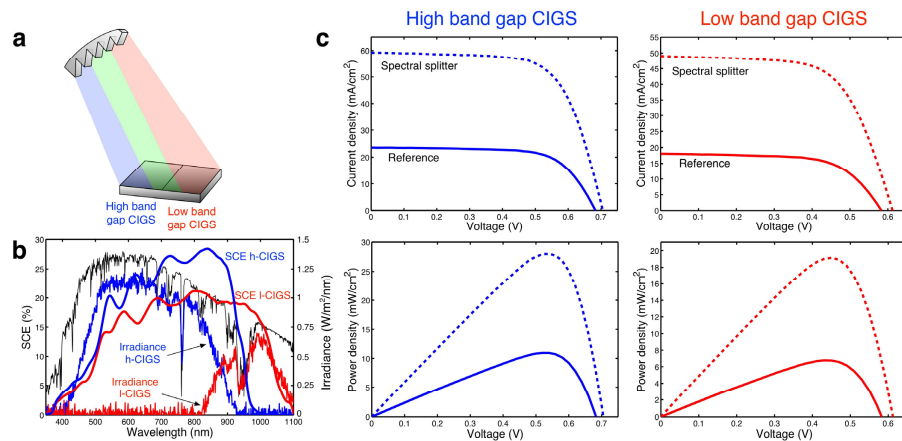 High band gap CIGS
Low band gap CIGS
a
High band
gap CIGS
Low band
gap CIGS
b
30
25
20
15
10
5
0
SCE (%)
400
500
600
700
800
900
1000
1100
Wavelength (nm)
1.5
1.25
1
0.75
0.5
0.25
0
Irradiance (W/m²/nm)
SCE h-CIGS
SCE l-CIGS
Irradiance
h-CIGS
Irradiance
l-CIGS
c
60
50
40
30
20
10
0
Current density (mA/cm²)
Spectral splitter
Reference
0
0.1
0.2
0.3
0.4
0.5
0.6
0.7
Voltage (V)
55
50
45
40
35
30
25
20
15
10
5
0
Current density (mA/cm²)
Spectral splitter
Reference
0
0.1
0.2
0.3
0.4
0.5
0.6
Voltage (V)
30
25
20
15
10
5
0
Power density (mW/cm²)
0
0.1
0.2
0.3
0.4
0.5
0.6
0.7
Voltage (V)
20
18
16
14
12
10
8
6
4
2
0
Power density (mW/cm²)
0
0.1
0.2
0.3
0.4
0.5
0.6
Voltage (V)